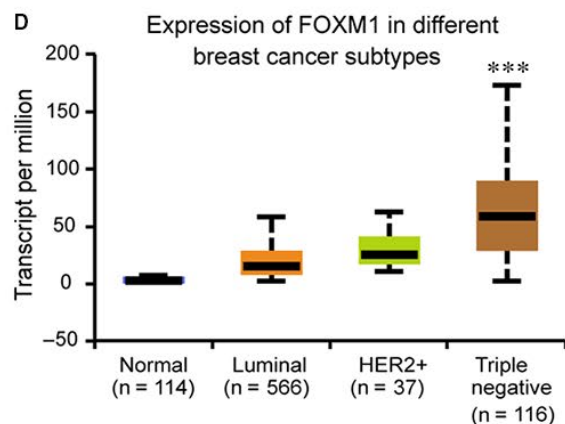 D
Expression of FOXM1 in different
breast cancer subtypes
Transcript per million
200
150
100
50
0
–50
***
Normal
(n = 114)
Luminal
(n = 566)
HER2+
(n = 37)
Triple
negative
(n = 116)